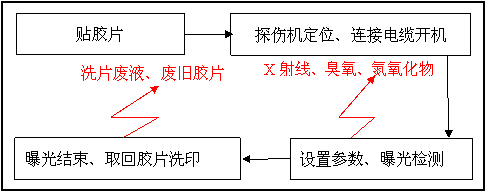 贴胶片
探伤机定位、连接电缆开机
洗片废液、废旧胶片
X 射线、臭氧、氮氧化物
曝光结束、取回胶片洗印
设置参数、曝光检测